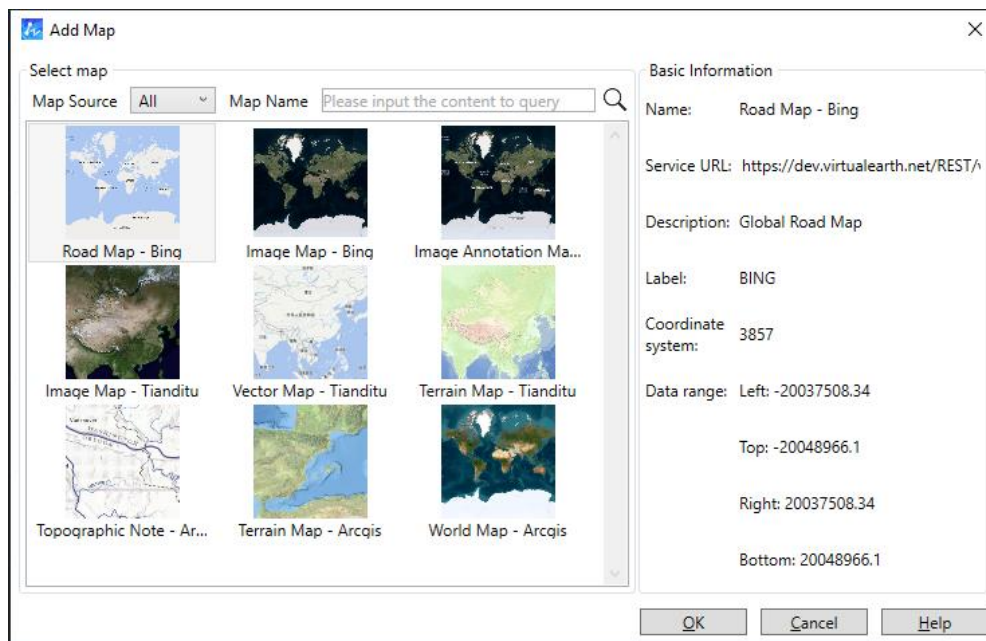 Add Map
Select map
Map Source All Map Name Please input the content to query
Road Map - Bing
Image Map - Bing
Image Annotation Ma...
Image Map - Tianditu
Vector Map - Tianditu
Terrain Map - Tianditu
Topographic Note - Ar...
Terrain Map - Arcgis
World Map - Arcgis
Basic Information
Name: Road Map - Bing
Service URL: https://dev.virtualearth.net/REST/v
Description: Global Road Map
Label: BING
Coordinate
system: 3857
Data range: Left: -20037508.34
Top: -20048966.1
Right: 20037508.34
Bottom: 20048966.1
OK Cancel Help